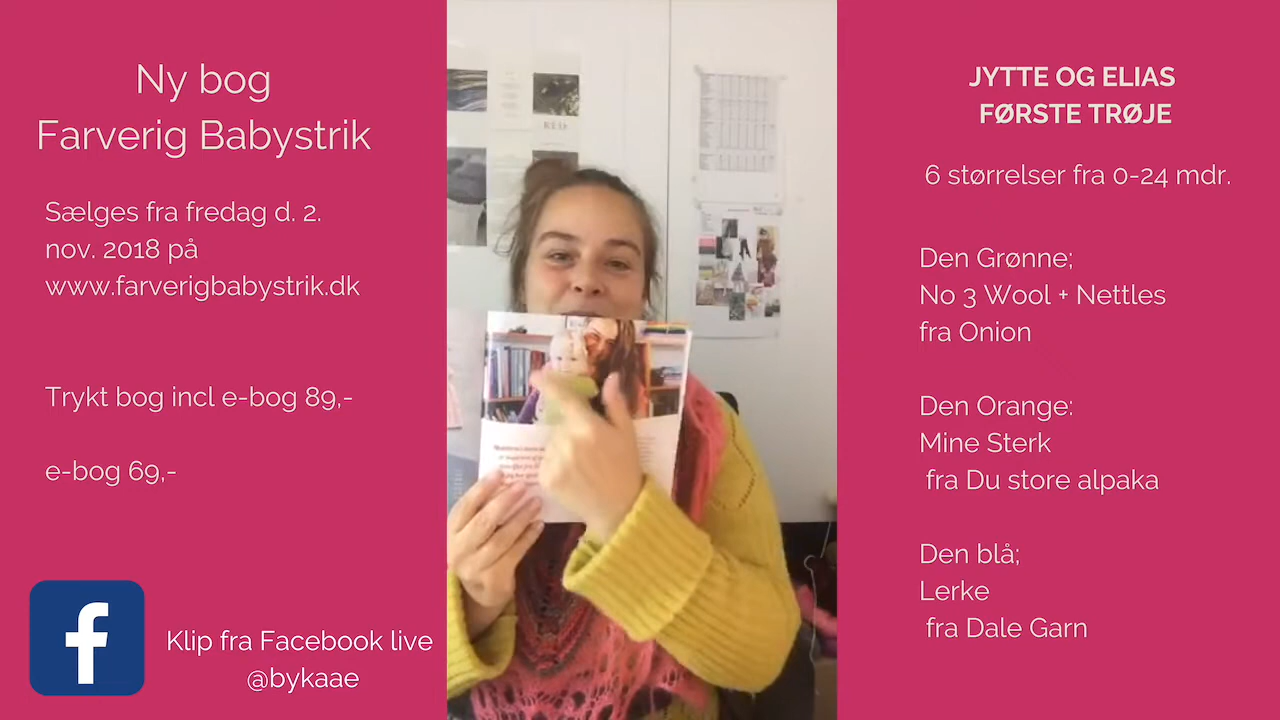 Ny bog
Farverig Babystrik
Sælges fra fredag d. 2.
nov. 2018 på
www.farverigbabystrik.dk
Trykt bog incl e-bog 89,-
e-bog 69,-
Klip fra Facebook live
@bykaae
JYTTE OG ELIAS
FØRSTE TRØJE
6 størrelser fra 0-24 mdr.
Den Grønne;
No 3 Wool + Nettles
fra Onion
Den Orange:
Mine Sterk
fra Du store alpaka
Den blå;
Lerke
fra Dale Garn